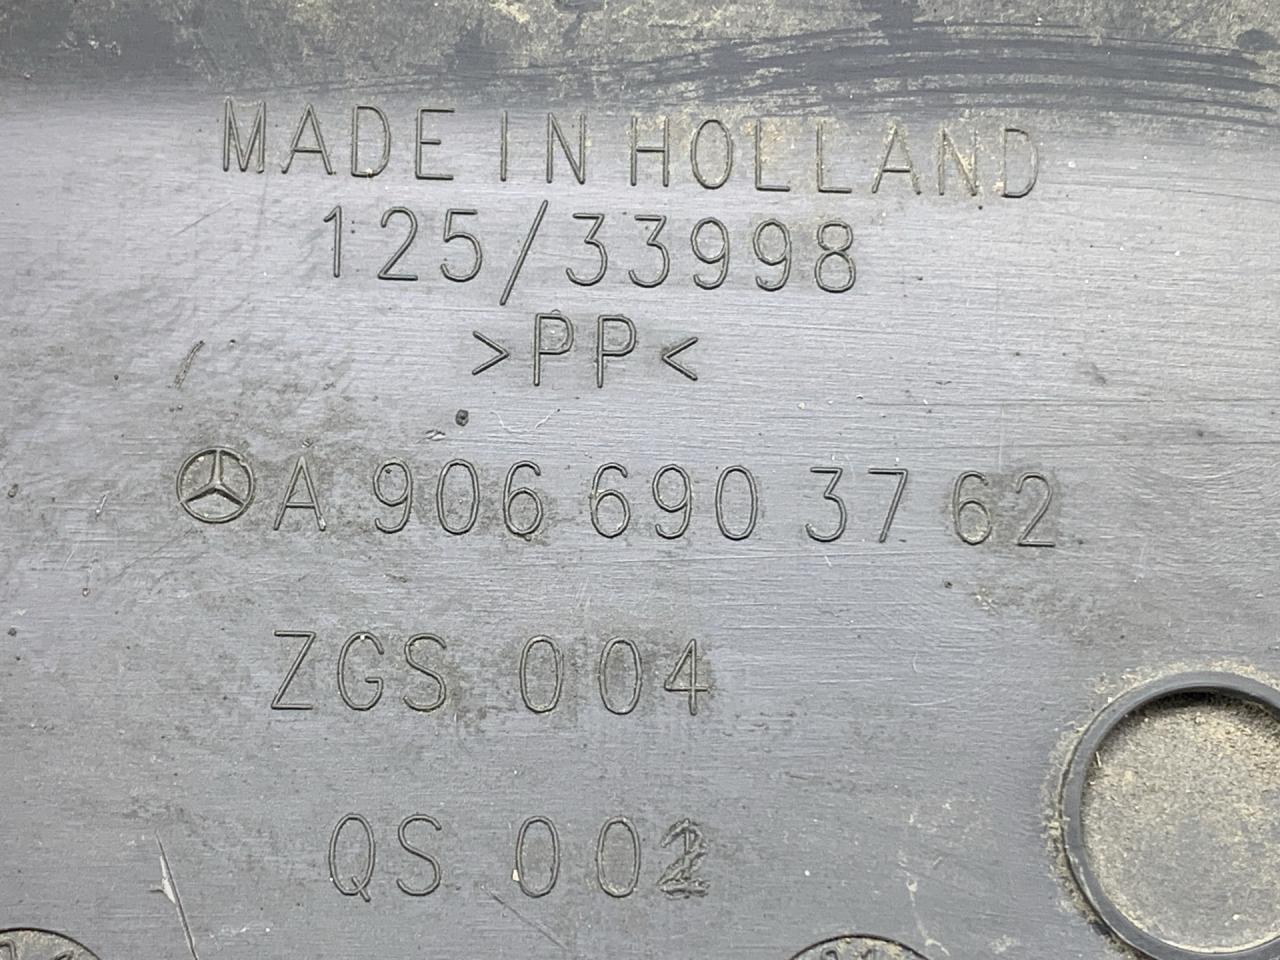 MADE IN HOLLAND
125/33998
>PP<
A 906 690 37 62
ZGS 004
QS 002